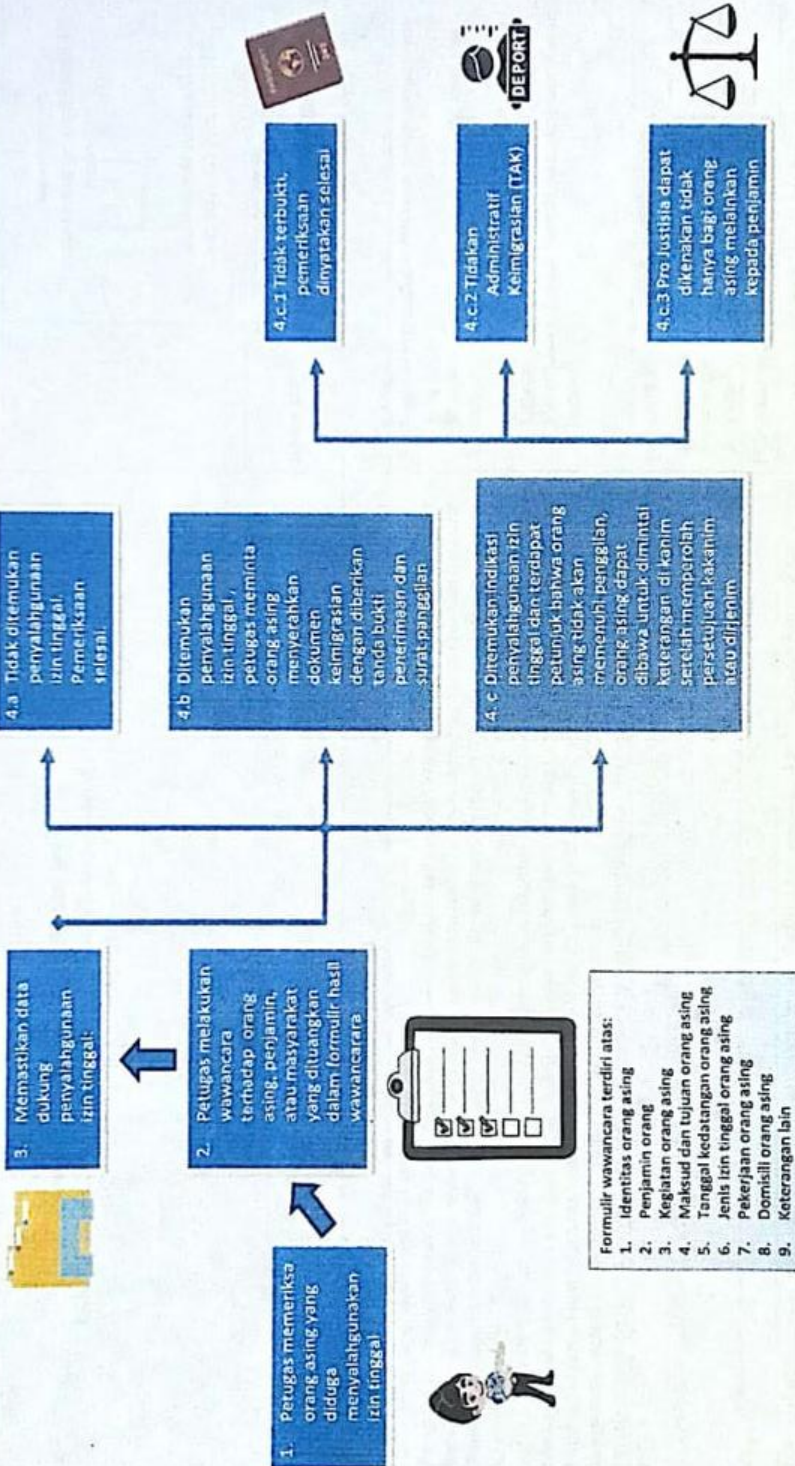 1. Petugas memeriksa
orang asing yang
diduga
menyalahgunakan
izin tinggal
2. Petugas melakukan
wawancara
terhadap orang
asing, penjamin,
atau masyarakat
yang dituangkan
dalam formulir hasil
wawancarara
Formulir wawancara terdiri atas:
1. Identitas orang asing
2. Penjamin orang
3. Kegiatan orang asing
4. Maksud dan tujuan orang asing
5. Tanggal kedatangan orang asing
6. Jenis izin tinggal orang asing
7. Pekerjaan orang asing
8. Domisili orang asing
9. Keterangan lain
3. Memastikan data
dukung
penyalahgunaan
izin tinggal:
4.a Tidak ditemukan
penyalahgunaan
izin tinggal.
Pemeriksaan
selesai.
4.b Ditemukan
penyalahgunaan
izin tinggal ,
petugas meminta
orang asing
menyerahkan
dokumen
keimigrasian
dengan diberikan
tanda bukti
penerimaan dan
surat panggilan
4.c Ditemukan indikasi
penyalahgunaan izin
tinggal dan terdapat
petunjuk bahwa orang
asing tidak akan
memenuhi penggilan,
orang asing dapat
dibawa untuk dimintai
keterangan di kanim
setelah memperolah
persetujuan kakanim
atau dirjenim
4.c.1 Tidak terbukti,
pemeriksaan
dinyatakan selesai
4.c.2 Tidakan
Administratif
Keimigrasian (TAK)
DEPORT
4.c.3 Pro Justisia dapat
dikenakan tidak
hanya bagi orang
asing melainkan
kepada penjamin